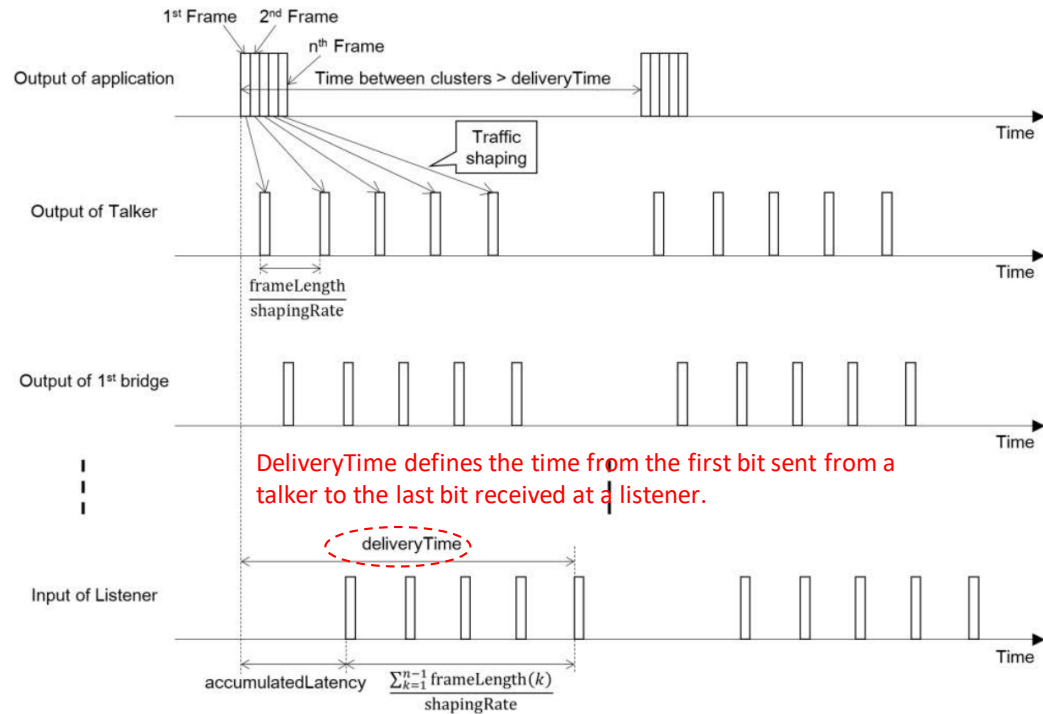 1st Frame
2nd Frame
nth Frame
Output of application
Time between clusters > deliveryTime
Time
Traffic
shaping
Output of Talker
Time
frameLength
shapingRate
Output of 1st bridge
Time
DeliveryTime defines the time from the first bit sent from a
talker to the last bit received at a listener.
deliveryTime
Input of Listener
Time
accumulatedLatency
∑ₖ₌₁ⁿ⁻¹ frameLength(k)
shapingRate